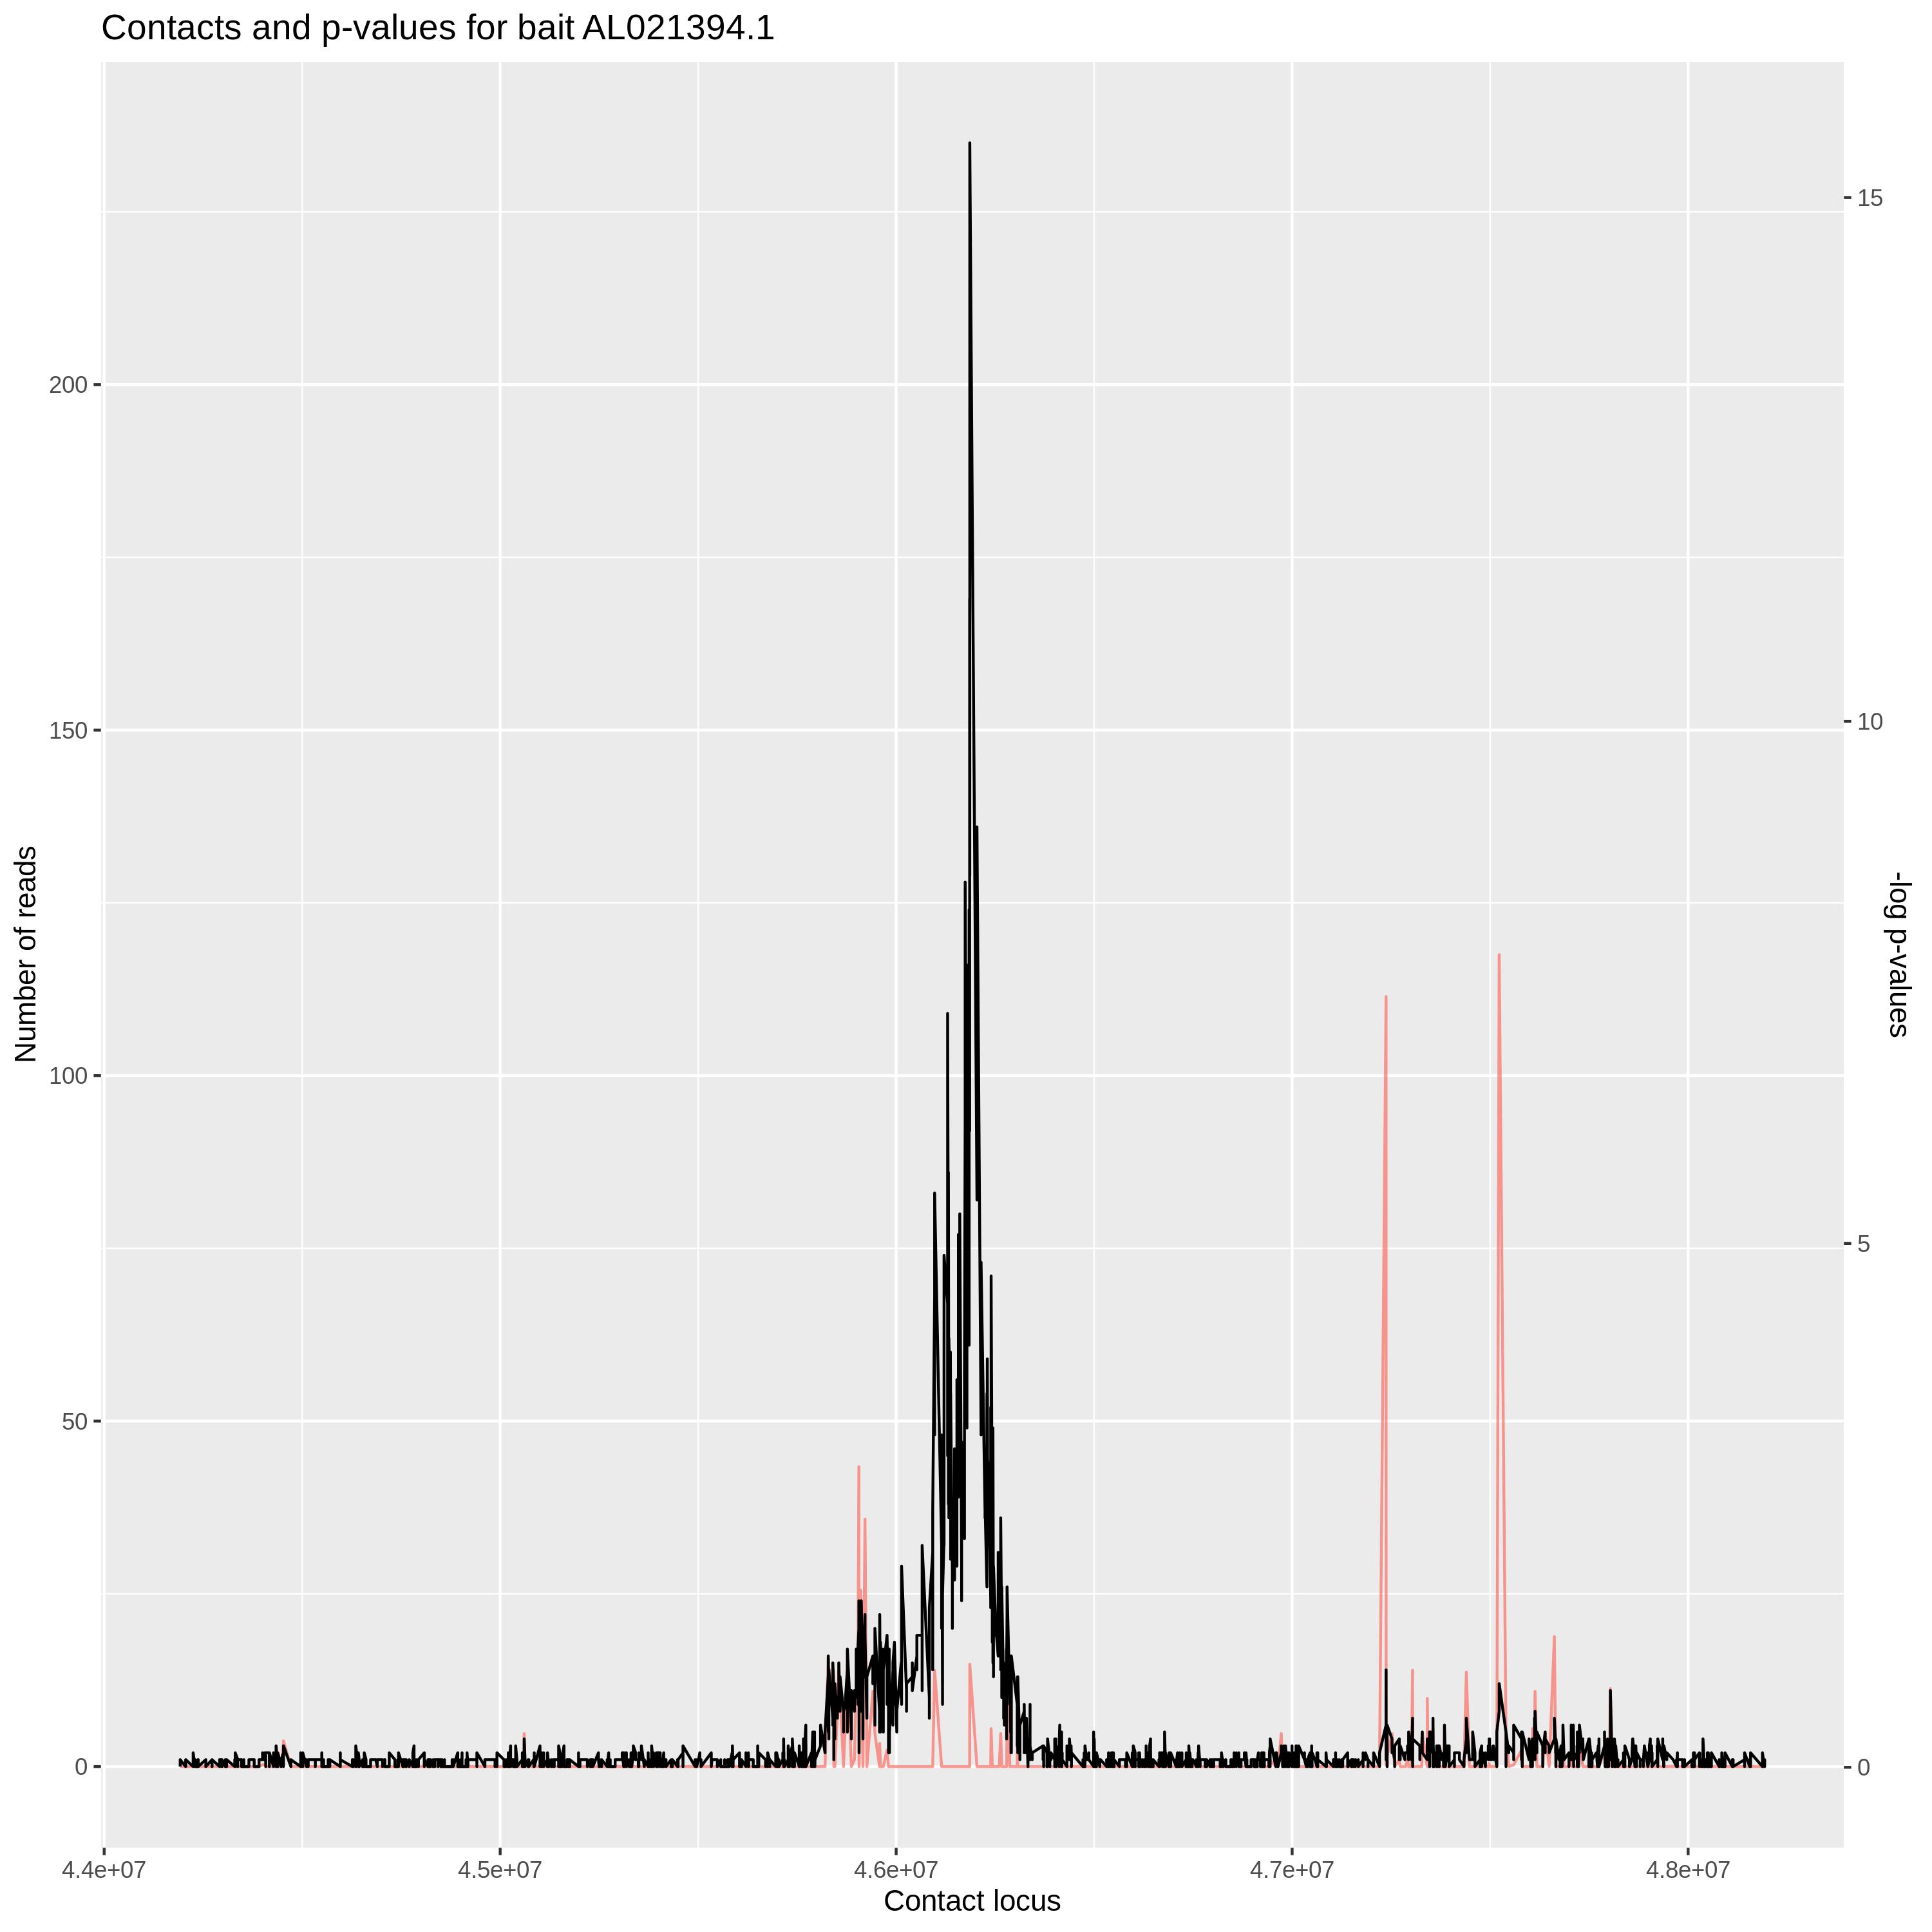 Contacts and p-values for bait AL021394.1
Number of reads
200
150
100
50
0
15
10
5
0
-log p-values
4.4e+07
4.5e+07
4.6e+07
4.7e+07
4.8e+07
Contact locus